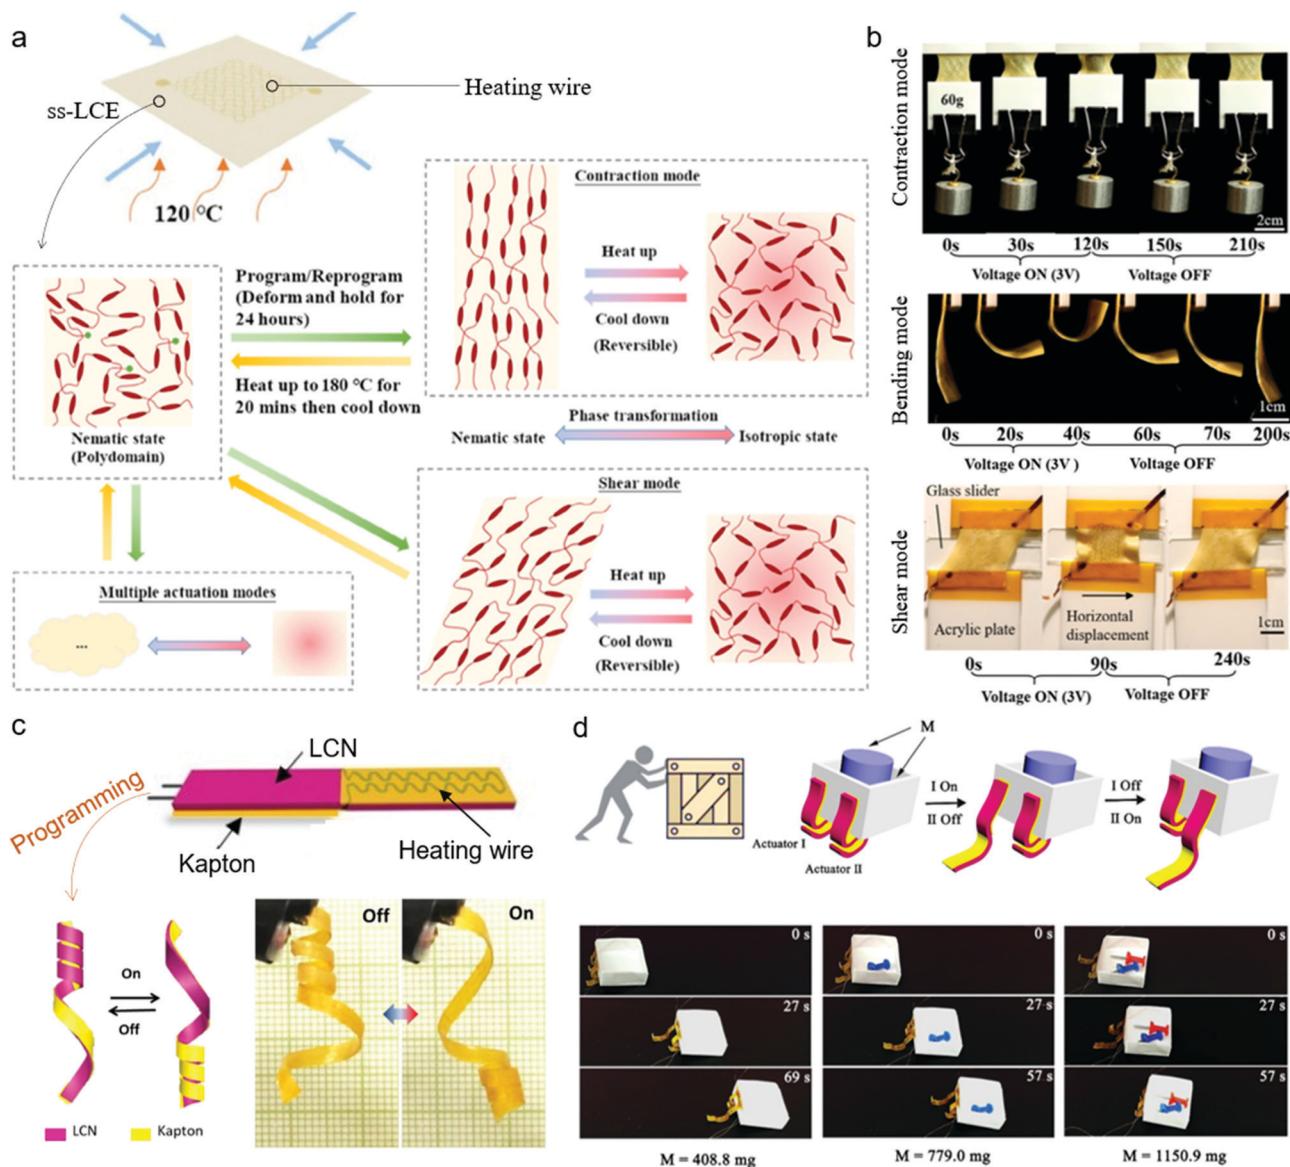 a
Heating wire
ss-LCE
120 °C
Program/Reprogram
(Deform and hold for
24 hours)
Heat up to 180 °C for
20 mins then cool down
Nematic state
(Polydomain)
Contraction mode
Heat up
Cool down
(Reversible)
Phase transformation
Nematic state
Isotropic state
Shear mode
Heat up
Cool down
(Reversible)
Multiple actuation modes
...
b
Contraction mode
60g
2cm
0s 30s 120s 150s 210s
Voltage ON (3V) Voltage OFF
Bending mode
1cm
0s 20s 40s 60s 70s 200s
Voltage ON (3V ) Voltage OFF
Shear mode
Glass slider
Acrylic plate
Horizontal
displacement
1cm
0s 90s 240s
Voltage ON (3V) Voltage OFF
c
Programming
LCN
Kapton
Heating wire
On
Off
Off
On
LCN
Kapton
d
M
Actuator I
Actuator II
I On
II Off
I Off
II On
0 s
27 s
69 s
M = 408.8 mg
0 s
27 s
57 s
M = 779.0 mg
0 s
27 s
57 s
M = 1150.9 mg